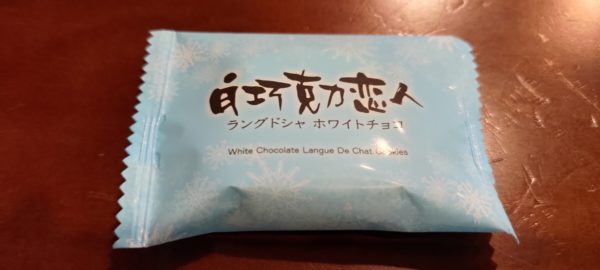 白巧克力恋人
ラングドシャ ホワイトチョコ
White Chocolate Langue De Chat Cookies